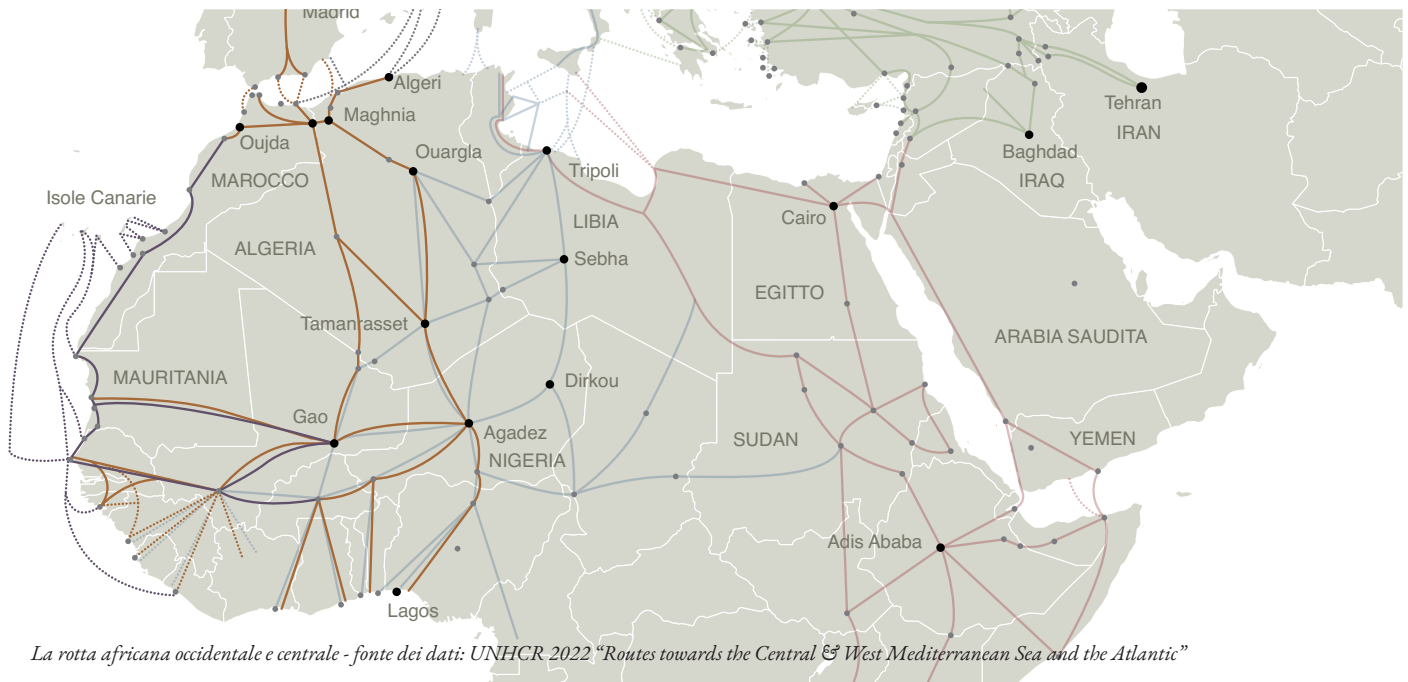 Madrid
Algeri
Maghnia
Oujda
Ouargla
Tripoli
Tehran
IRAN
Baghdad
IRAQ
MAROCCO
Isole Canarie
Cairo
LIBIA
ALGERIA
Sebha
EGITTO
Tamanrasset
ARABIA SAUDITA
MAURITANIA
Dirkou
Gao
Agadez
NIGERIA
SUDAN
YEMEN
Adis Ababa
Lagos
La rotta africana occidentale e centrale - fonte dei dati: UNHCR 2022 “Routes towards the Central & West Mediterranean Sea and the Atlantic”